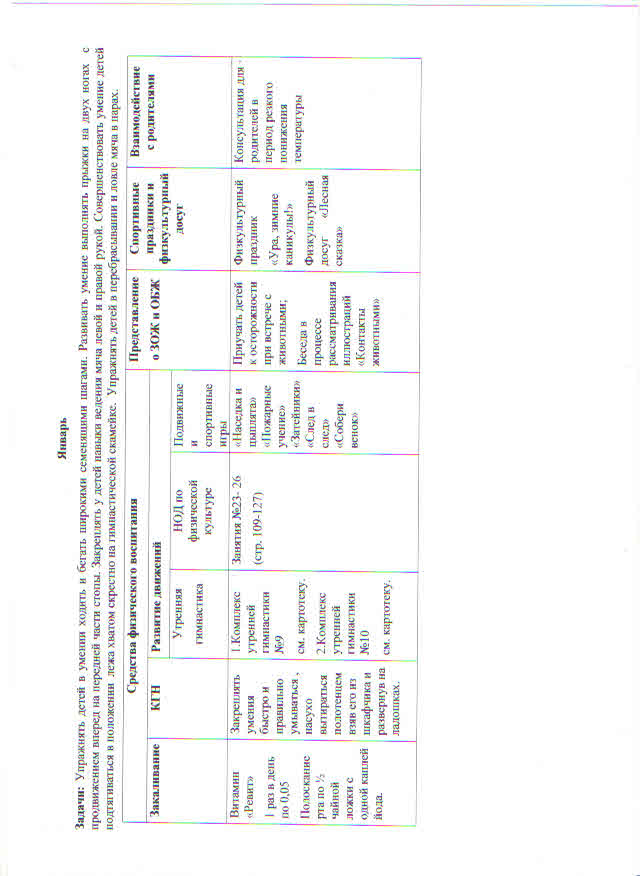 Январь
Задачи: Упражнять детей в умении ходить и бегать широкими семенящими шагами. Развивать умение выполнять прыжки на двух ногах с
продвижением вперед на передней части стопы. Закреплять у детей навыки ведения мяча левой и правой рукой. Совершенствовать умение детей
подтягиваться в положении лежа хватом скрестно на гимнастической скамейке. Упражнять детей в перебрасывании и ловле мяча в парах.
Средства физического воспитания
Представление
о ЗОЖ и ОБЖ
Спортивные
праздники и
физкультурный
досуг
Взаимодействие
с родителями
Закаливание
КГН
Развитие движений
Утренняя
гимнастика
НОД по
физической
культуре
Подвижные
и
спортивные
игры
Витамин
«Ревит»
1 раз в день
по 0,05
Полоскание
рта по ½
чайной
ложки с
одной каплей
йода.
Закреплять
умения
быстро и
правильно
умываться ,
насухо
вытираться
полотенцем
взяв его из
шкафчика и
развернув на
ладошках.
1.Комплекс
утренней
гимнастики
№9
см. картотеку.
2.Комплекс
утренней
гимнастики
№10
см. картотеку.
Занятия №23- 26
(стр. 109-127)
«Наседка и
цыплята»
«Пожарные
учение»
«Затейники»
«След в
след»
«Собери
венок»
Приучать детей
к осторожности
при встрече с
животными;
Беседа в
процессе
рассматривания
иллюстраций
«Контакты
животными»
Физкультурный
праздник
«Ура, зимние
каникулы!»
Физкультурный
досуг «Лесная
сказка»
Консультация для -
родителей в
период резкого
понижения
температуры